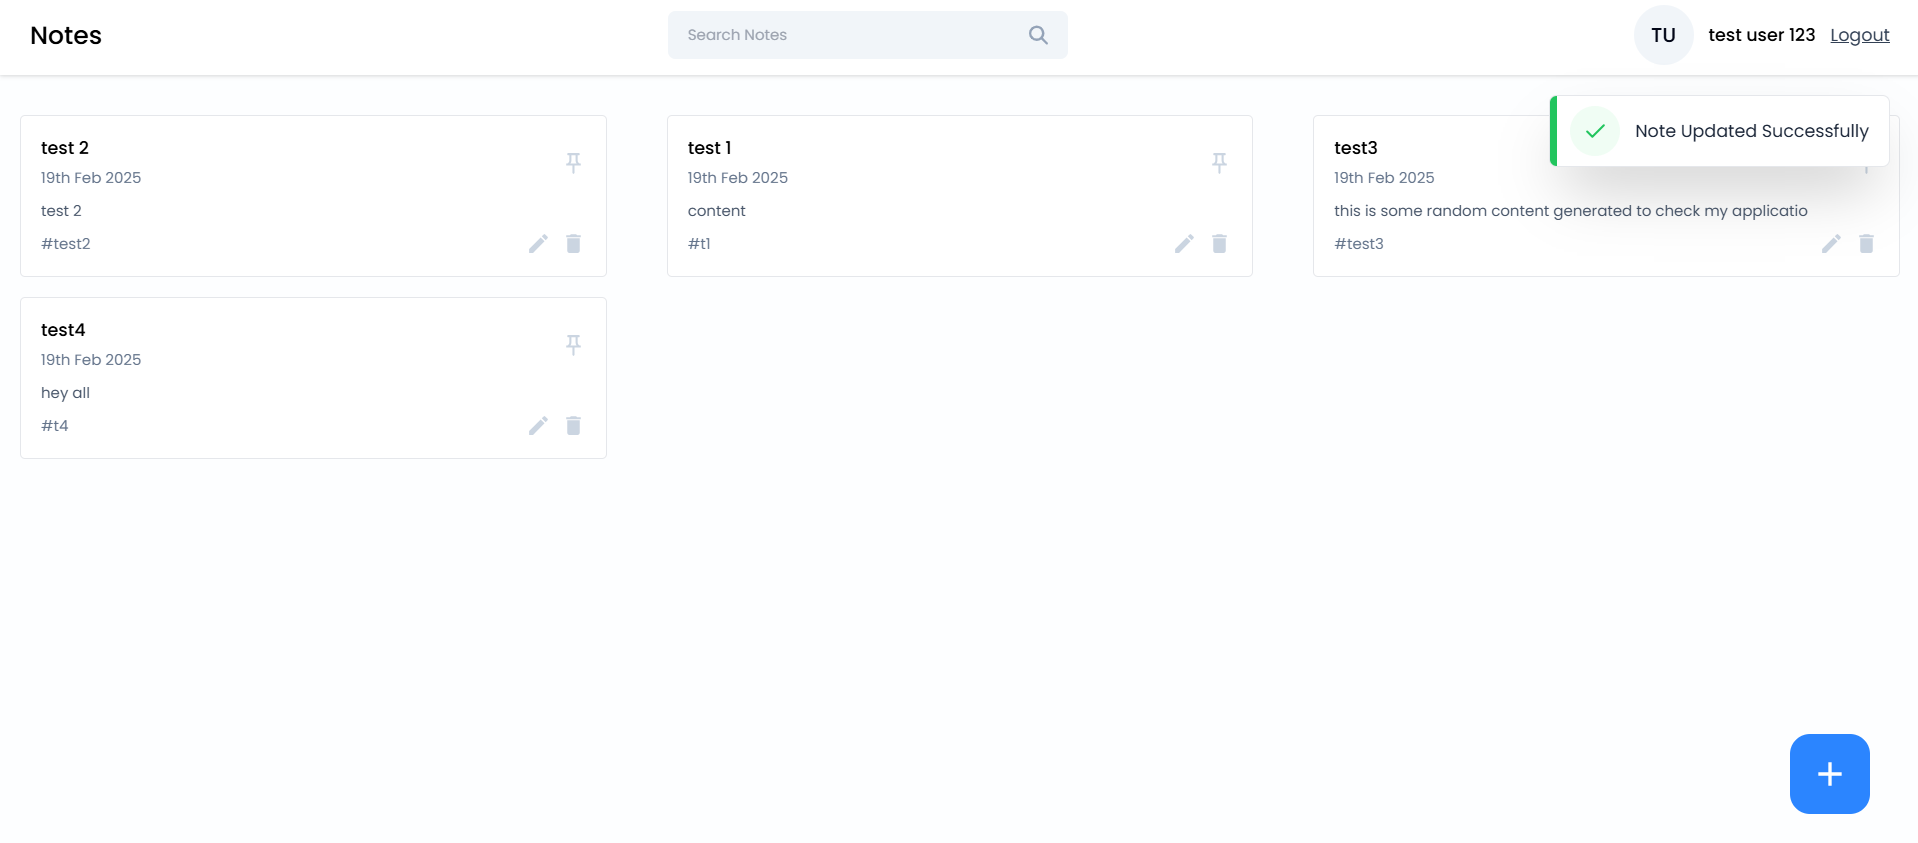 Notes
Search Notes
TU
test user 123
Logout
Note Updated Successfully
test 2
19th Feb 2025
test 2
#test2
test 1
19th Feb 2025
content
#t1
test3
19th Feb 2025
this is some random content generated to check my applicatio
#test3
test4
19th Feb 2025
hey all
#t4